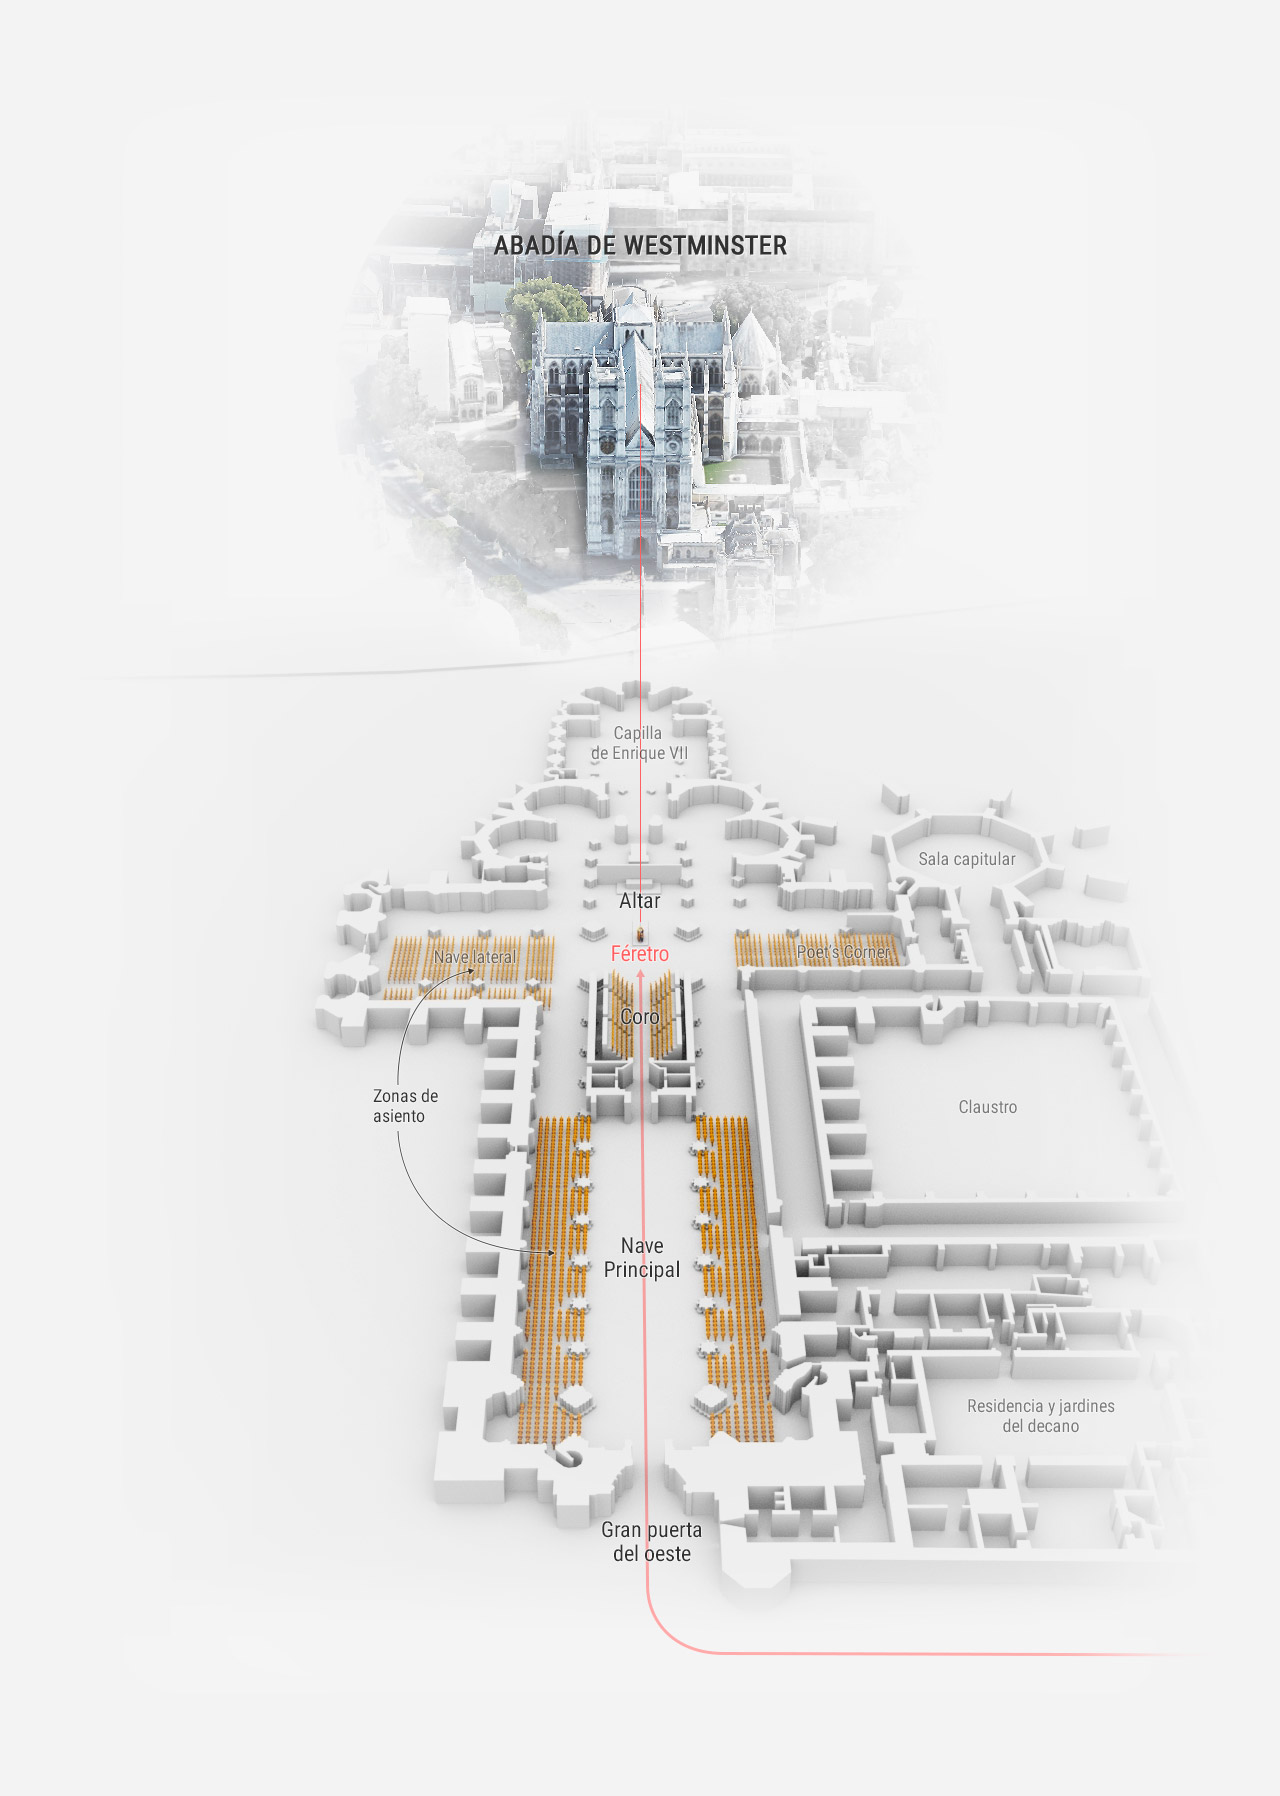 ABADÍA DE WESTMINSTER
Capilla
de Enrique VII
Sala capitular
Altar
Féretro
Nave lateral
Poet's Corner
Coro
Zonas de
asiento
Claustro
Nave
Principal
Residencia y jardines
del decano
Gran puerta
del oeste